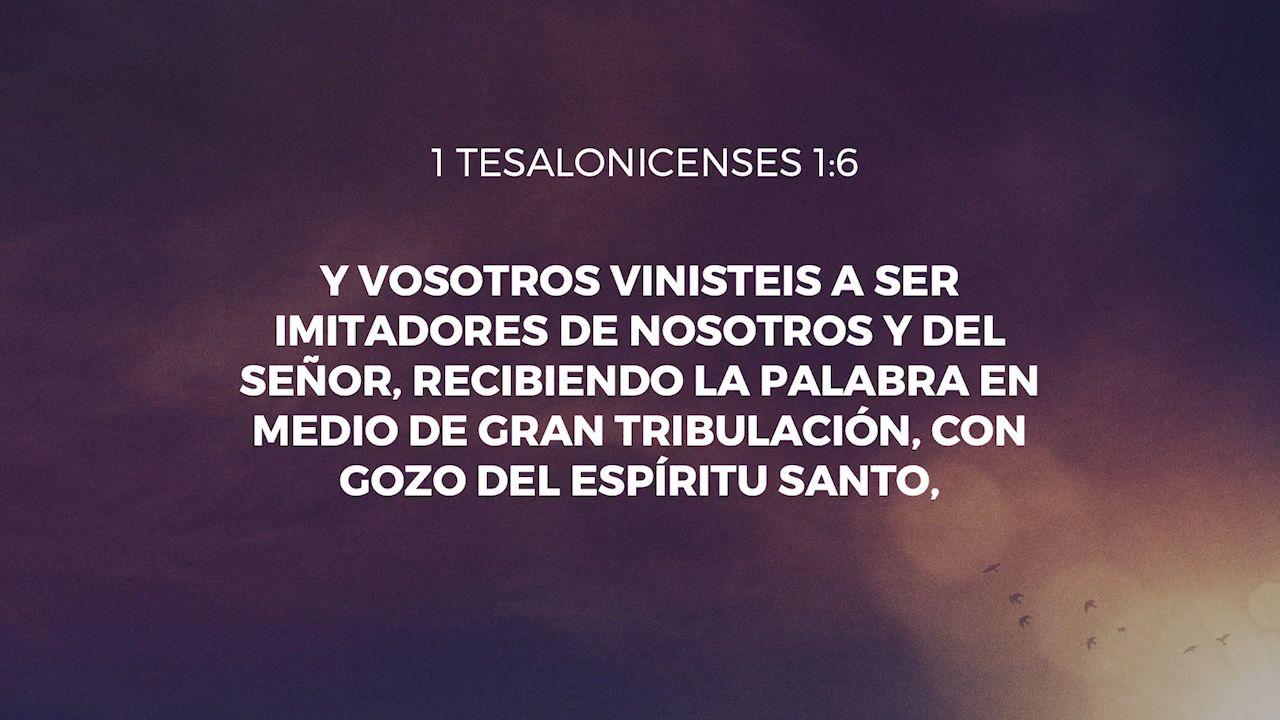 1 TESALONICENSES 1:6
Y VOSOTROS VINISTEIS A SER
IMITADORES DE NOSOTROS Y DEL
SEÑOR, RECIBIENDO LA PALABRA EN
MEDIO DE GRAN TRIBULACIÓN, CON
GOZO DEL ESPÍRITU SANTO,